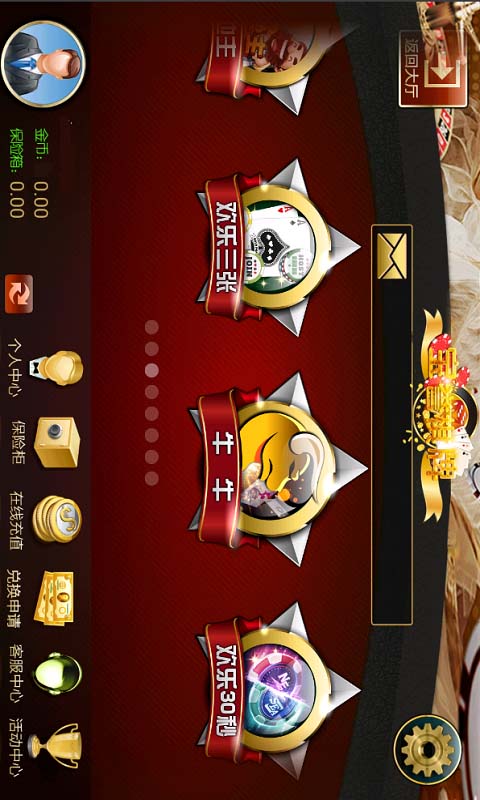 返回大厅
欢乐三张
牛牛
欢乐30秒
金币: 0.00
保险箱: 0.00
个人中心
保险柜
在线充值
兑换申请
客服中心
活动中心